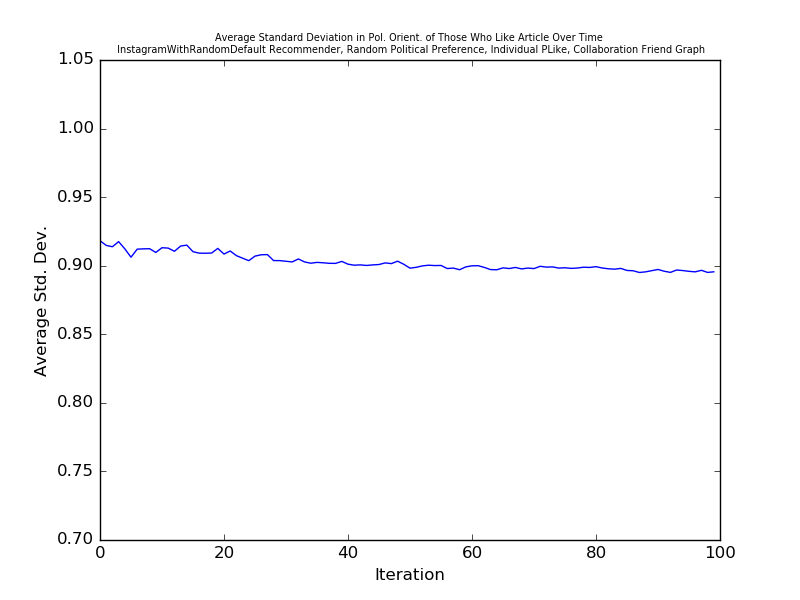 Average Standard Deviation in Pol. Orient. of Those Who Like Article Over Time
InstagramWithRandomDefault Recommender, Random Political Preference, Individual PLike, Collaboration Friend Graph
1.05
1.00
0.95
0.90
0.85
0.80
0.75
0.70
Average Std. Dev.
0 20 40 60 80 100
Iteration